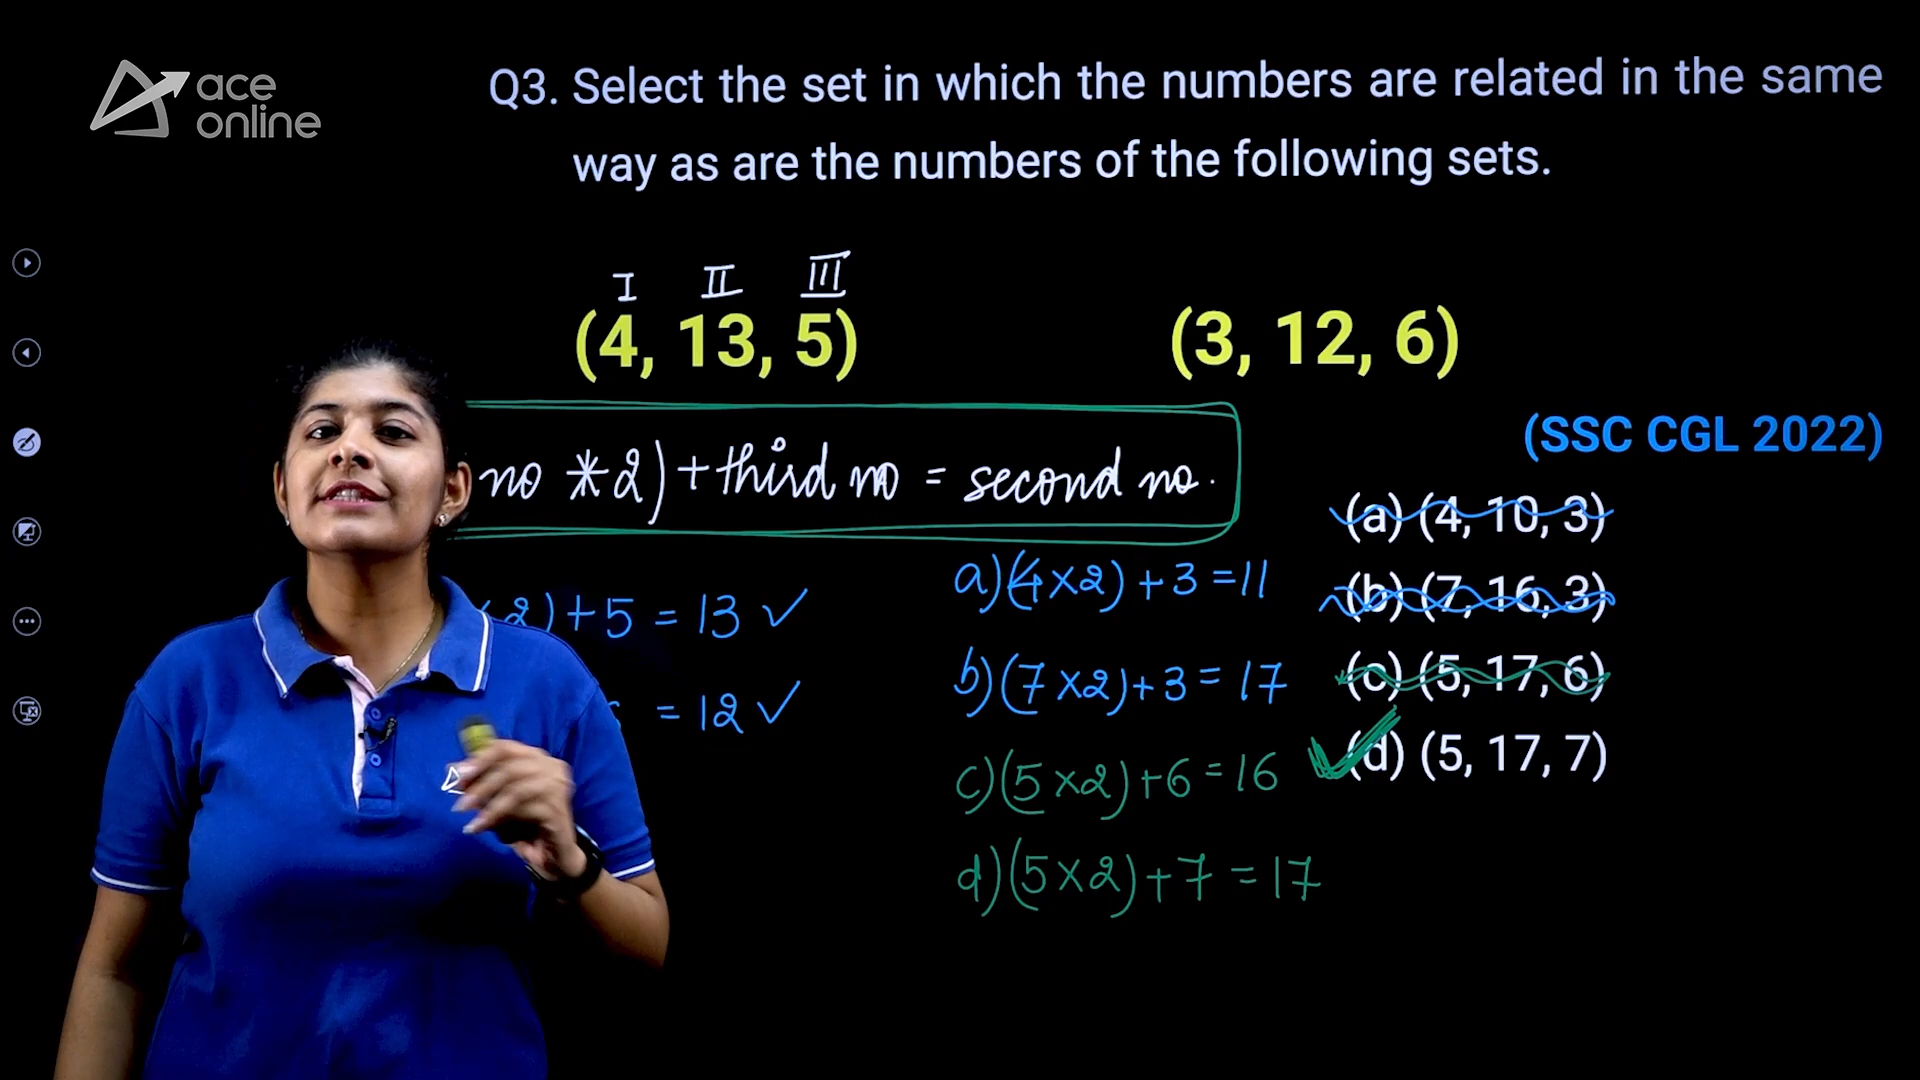 ace
online
Q3. Select the set in which the numbers are related in the same
way as are the numbers of the following sets.
I II III
(4, 13, 5) (3, 12, 6)
(SSC CGL 2022)
no *2) + third no = second no.
2) + 5 = 13 ✓
= 12 ✓
a) (4×2) + 3 = 11
b) (7×2) + 3 = 17
c) (5×2) + 6 = 16
d) (5×2) + 7 = 17
(a) (4, 10, 3)
(b) (7, 16, 3)
(c) (5, 17, 6)
(d) (5, 17, 7)